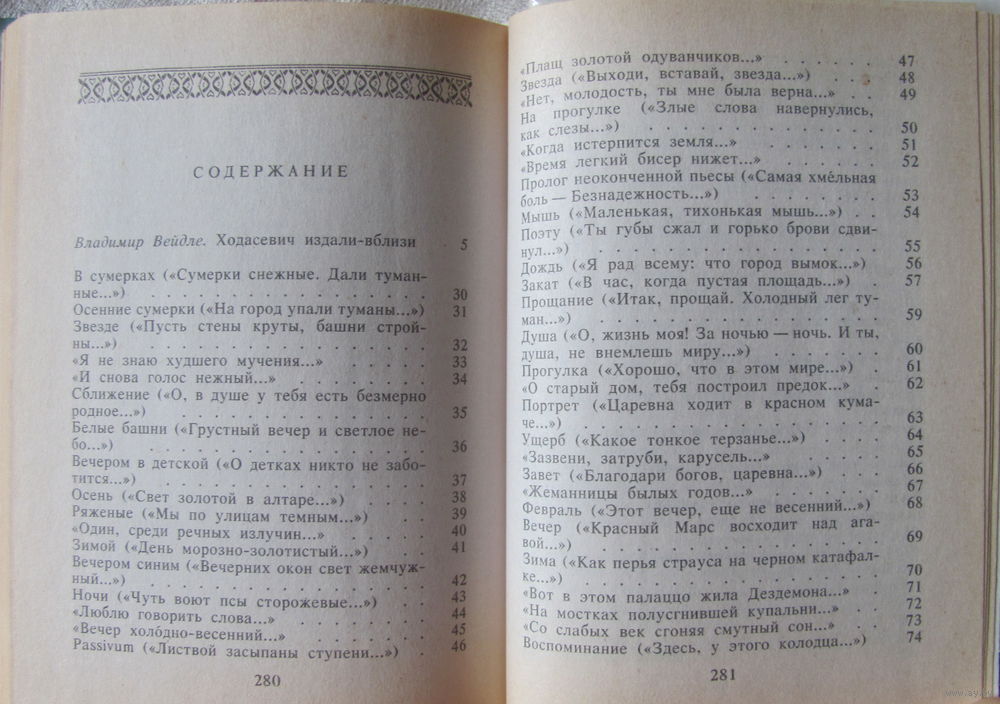 СОДЕРЖАНИЕ
Владимир Вейдле. Ходасевич издали-вблизи . 5
В сумерках («Сумерки снежные. Дали туман-
ные...») . . . . . . . . . . . . 30
Осенние сумерки («На город упали туманы...») 31
Звезде («Пусть стены круты, башни строй-
ны...») . . . . . . . . . . . . 32
«Я не знаю худшего мучения...» . . . . . 33
«И снова голос нежный...» . . . . . . 34
Сближение («О, в душе у тебя есть безмерно
родное...») . . . . . . . . . . . 35
Белые башни («Грустный вечер и светлое не-
бо...») . . . . . . . . . . . . 36
Вечером в детской («О детках никто не забо-
тится...») . . . . . . . . . . . 37
Осень («Свет золотой в алтаре...») . . . . 38
Ряженые («Мы по улицам темным...») . . . 39
«Один, среди речных излучин...» . . . . . 40
Зимой («День морозно-золотистый...») . . . 41
Вечером синим («Вечерних окон свет жемчуж-
ный...») . . . . . . . . . . . . 42
Ночи («Чуть воют псы сторожевые...») . . 43
«Люблю говорить слова...» . . . . . . 44
«Вечер холóдно-весенний...» . . . . . . 45
Passivum («Листвой засыпаны ступени...») . . 46
280
«Плащ золотой одуванчиков...» . . . . . 47
Звезда («Выходи, вставай, звезда...») . . . 48
«Нет, молодость, ты мне была верна...» . . 49
На прогулке («Злые слова навернулись,
как слезы...») . . . . . . . . . . 50
«Когда истерпится земля...» . . . . . . 51
«Время легкий бисер нижет...» . . . . . 52
Пролог неоконченной пьесы («Самая хмéльная
боль — Безнадежность...») . . . . . . 53
Мышь («Маленькая, тихонькая мышь...») . . 54
Поэту («Ты губы сжал и горько брови сдви-
нул...») . . . . . . . . . . . . 55
Дождь («Я рад всему: что город вымок...») . 56
Закат («В час, когда пустая площадь...») . . 57
Прощание («Итак, прощай. Холодный лег ту-
ман...») . . . . . . . . . . . . 59
Душа («О, жизнь моя! За ночью — ночь. И ты,
душа, не внемлешь миру...») . . . . . 60
Прогулка («Хорошо, что в этом мире...») . 61
«О старый дом, тебя построил предок...» . . 62
Портрет («Царевна ходит в красном кума-
че...») . . . . . . . . . . . . 63
Ущерб («Какое тонкое терзанье...») . . . . 64
«Зазвени, затруби, карусель...» . . . . . 65
Завет («Благодари богов, царевна...») . . . 66
«Жеманницы былых годов...» . . . . . . 67
Февраль («Этот вечер, еще не весенний...») . 68
Вечер («Красный Марс восходит над ага-
вой...») . . . . . . . . . . . . 69
Зима («Как перья страуса на черном катафал-
ке...») . . . . . . . . . . . . 70
«Вот в этом палаццо жила Дездемона...» . . 71
«На мостках полусгнившей купальни...» . . 72
«Со слабых век сгоняя смутный сон...» . . 73
Воспоминание («Здесь, у этого колодца...») . 74
281